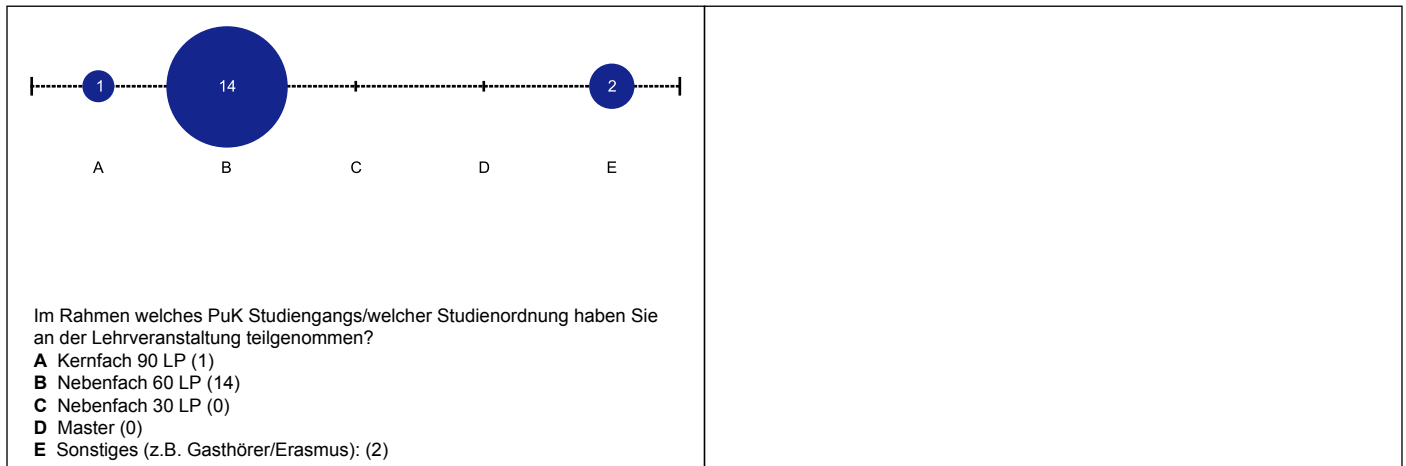 1
14
2
A
B
C
D
E
Im Rahmen welches PuK Studiengangs/welcher Studienordnung haben Sie
an der Lehrveranstaltung teilgenommen?
A Kernfach 90 LP (1)
B Nebenfach 60 LP (14)
C Nebenfach 30 LP (0)
D Master (0)
E Sonstiges (z.B. Gasthörer/Erasmus): (2)